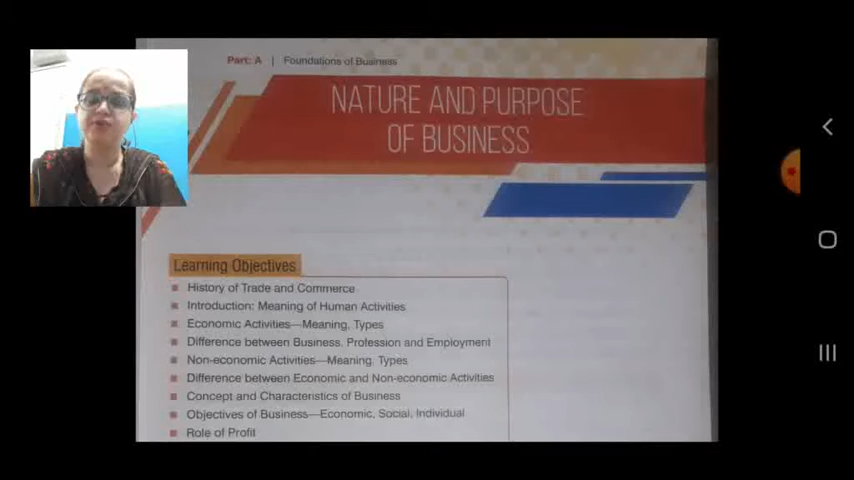 Part: A | Foundations of Business
NATURE AND PURPOSE
OF BUSINESS
Learning Objectives
History of Trade and Commerce
Introduction: Meaning of Human Activities
Economic Activities—Meaning, Types
Difference between Business, Profession and Employment
Non-economic Activities—Meaning, Types
Difference between Economic and Non-economic Activities
Concept and Characteristics of Business
Objectives of Business—Economic, Social, Individual
Role of Profit